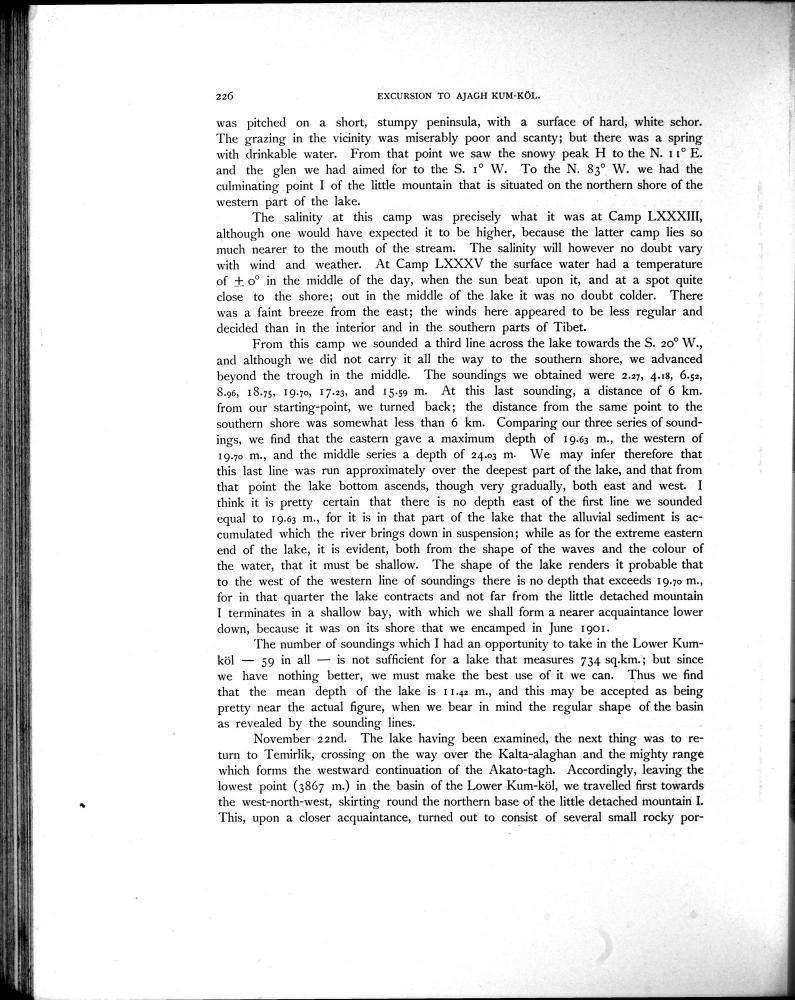 226
EXCURSION TO AJAGH KUM-KÖL.
was pitched on a short, stumpy peninsula, with a surface of hard, white schor.
The grazing in the vicinity was miserably poor and scanty; but there was a spring
with drinkable water. From that point we saw the snowy peak H to the N. 11° E.
and the glen we had aimed for to the S. 1° W. To the N. 83° W. we had the
culminating point I of the little mountain that is situated on the northern shore of the
western part of the lake.
The salinity at this camp was precisely what it was at Camp LXXXIII,
although one would have expected it to be higher, because the latter camp lies so
much nearer to the mouth of the stream. The salinity will however no doubt vary
with wind and weather. At Camp LXXXV the surface water had a temperature
of ± 0° in the middle of the day, when the sun beat upon it, and at a spot quite
close to the shore; out in the middle of the lake it was no doubt colder. There
was a faint breeze from the east; the winds here appeared to be less regular and
decided than in the interior and in the southern parts of Tibet.
From this camp we sounded a third line across the lake towards the S. 20° W.,
and although we did not carry it all the way to the southern shore, we advanced
beyond the trough in the middle. The soundings we obtained were 2.27, 4.18, 6.52,
8.96, 18.75, 19.70, 17.23, and 15.59 m. At this last sounding, a distance of 6 km.
from our starting-point, we turned back; the distance from the same point to the
southern shore was somewhat less than 6 km. Comparing our three series of sound-
ings, we find that the eastern gave a maximum depth of 19.63 m., the western of
19.70 m., and the middle series a depth of 24.03 m. We may infer therefore that
this last line was run approximately over the deepest part of the lake, and that from
that point the lake bottom ascends, though very gradually, both east and west. I
think it is pretty certain that there is no depth east of the first line we sounded
equal to 19.63 m., for it is in that part of the lake that the alluvial sediment is ac-
cumulated which the river brings down in suspension; while as for the extreme eastern
end of the lake, it is evident, both from the shape of the waves and the colour of
the water, that it must be shallow. The shape of the lake renders it probable that
to the west of the western line of soundings there is no depth that exceeds 19.70 m.,
for in that quarter the lake contracts and not far from the little detached mountain
I terminates in a shallow bay, with which we shall form a nearer acquaintance lower
down, because it was on its shore that we encamped in June 1901.
The number of soundings which I had an opportunity to take in the Lower Kum-
köl — 59 in all — is not sufficient for a lake that measures 734 sq.km.; but since
we have nothing better, we must make the best use of it we can. Thus we find
that the mean depth of the lake is 11.42 m., and this may be accepted as being
pretty near the actual figure, when we bear in mind the regular shape of the basin
as revealed by the sounding lines.
November 22nd. The lake having been examined, the next thing was to re-
turn to Temirlik, crossing on the way over the Kalta-alaghan and the mighty range
which forms the westward continuation of the Akato-tagh. Accordingly, leaving the
lowest point (3867 m.) in the basin of the Lower Kum-köl, we travelled first towards
the west-north-west, skirting round the northern base of the little detached mountain I.
This, upon a closer acquaintance, turned out to consist of several small rocky por-